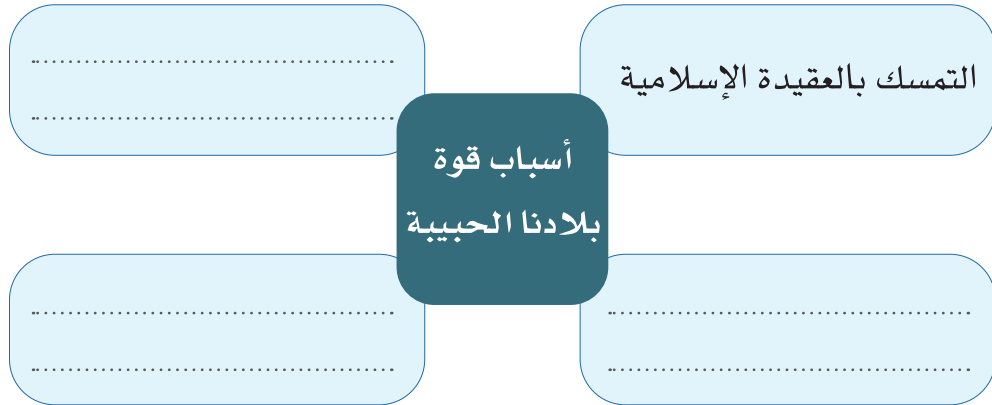 التمسك بالعقيدة الإسلامية
أسباب قوة
بلادنا الحبيبة